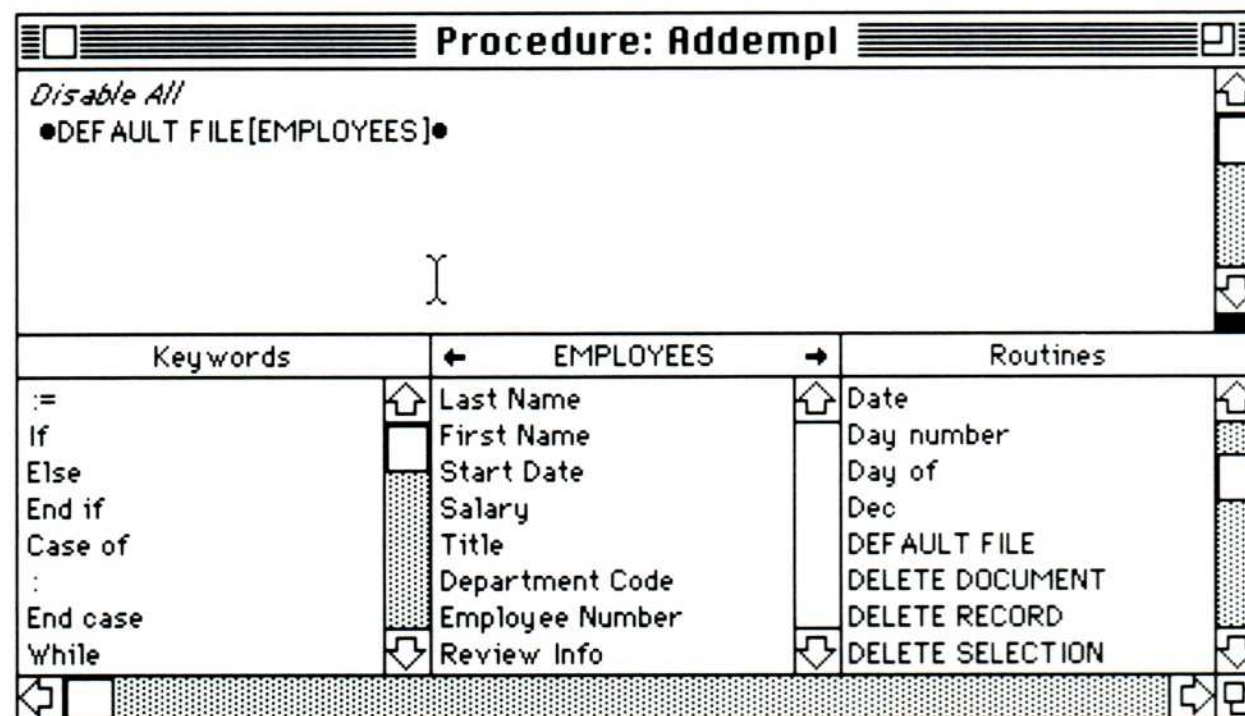 Procedure: Addempl
Disable All
●DEFAULT FILE[EMPLOYEES]●
Keywords
:=
If
Else
End if
Case of
:
End case
While
← EMPLOYEES →
Last Name
First Name
Start Date
Salary
Title
Department Code
Employee Number
Review Info
Routines
Date
Day number
Day of
Dec
DEFAULT FILE
DELETE DOCUMENT
DELETE RECORD
DELETE SELECTION